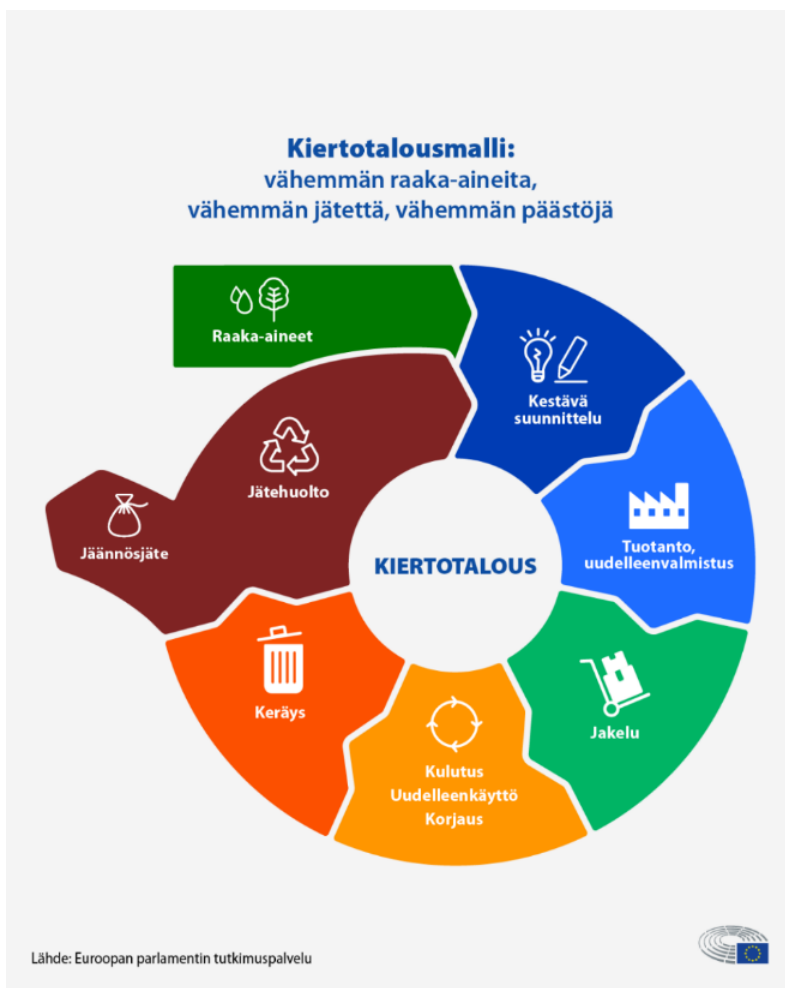 Kiertotalousmalli:
vähemmän raaka-aineita,
vähemmän jätettä, vähemmän päästöjä
Raaka-aineet
Kestävä
suunnittelu
Tuotanto,
uudelleenvalmistus
Jakelu
Kulutus
Uudelleenkäyttö
Korjaus
Keräys
Jätehuolto
Jäännösjäte
KIERTOTALOUS
Lähde: Euroopan parlamentin tutkimuspalvelu